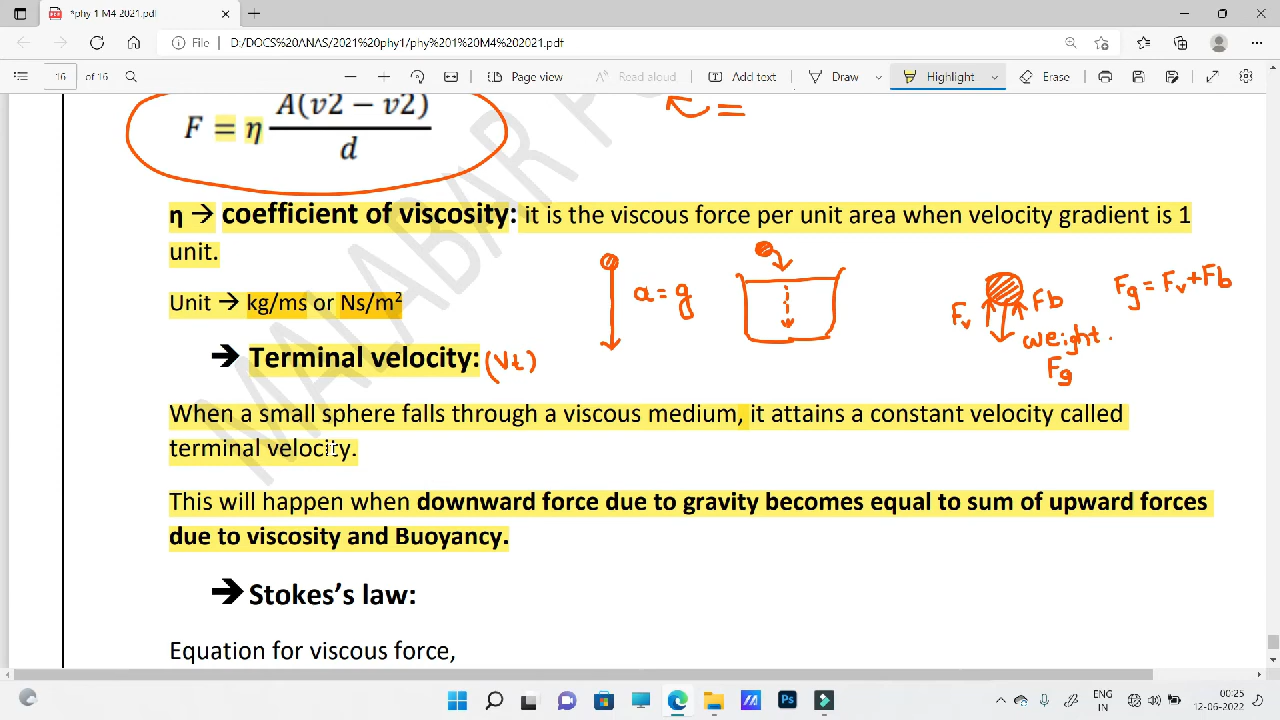 *phy 1 M4 2021.pdf
File D:/DOCS%20ANAS/2021%20phy1/phy%201%20M4%202021.pdf
16 of 16 Page view Read aloud Add text Draw Highlight Erase
F = η A(v2 − v2) / d
=
η → coefficient of viscosity: it is the viscous force per unit area when velocity gradient is 1
unit.
a = g
Fv Fb
Fg = Fv + Fb
weight.
Fg
Unit → kg/ms or Ns/m²
➔ Terminal velocity: (Vt)
When a small sphere falls through a viscous medium, it attains a constant velocity called
terminal velocity.
This will happen when downward force due to gravity becomes equal to sum of upward forces
due to viscosity and Buoyancy.
➔ Stokes's law:
Equation for viscous force,
MALABAR
Ps
ENG
IN
00:25
12-06-2022